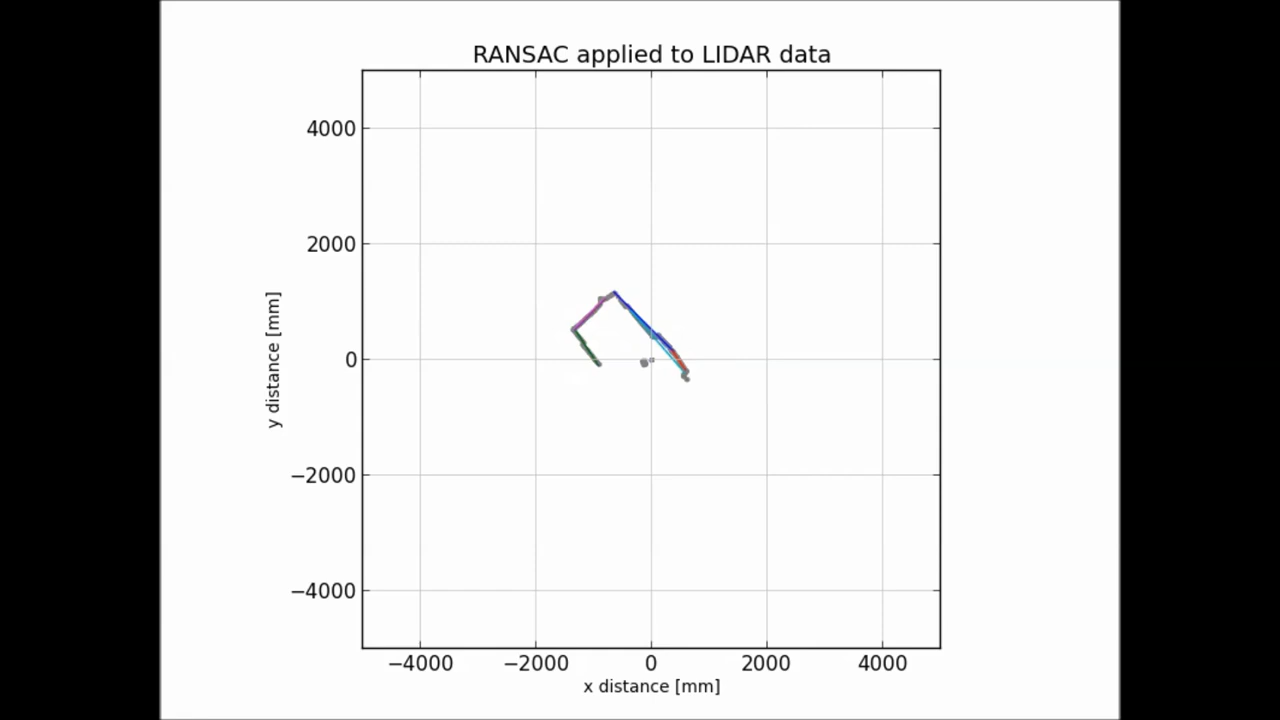 RANSAC applied to LIDAR data
4000
2000
0
−2000
−4000
y distance [mm]
−4000 −2000 0 2000 4000
x distance [mm]